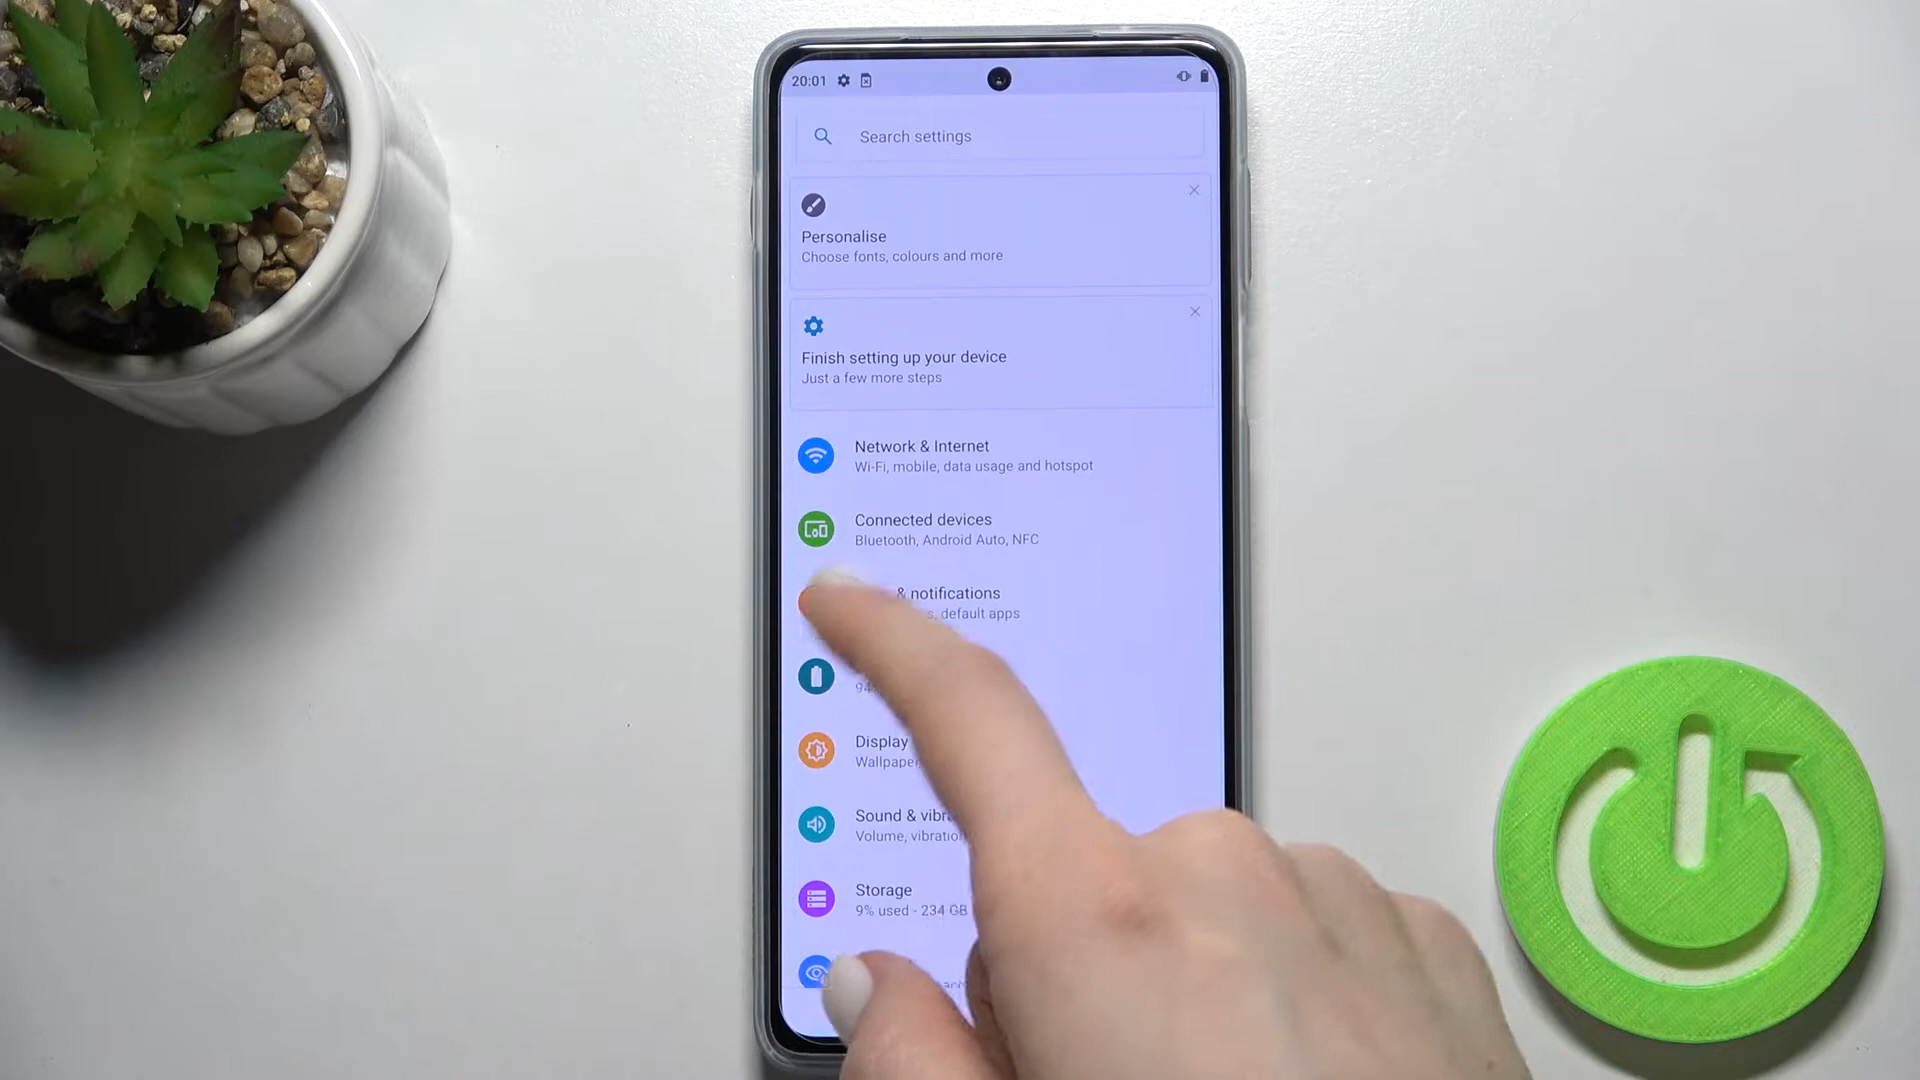 20:01
Search settings
Personalise
Choose fonts, colours and more
Finish setting up your device
Just a few more steps
Network & Internet
Wi-Fi, mobile, data usage and hotspot
Connected devices
Bluetooth, Android Auto, NFC
& notifications
default apps
Display
Wallpaper,
Sound &
Volume,
Storage
9% used - 234 GB